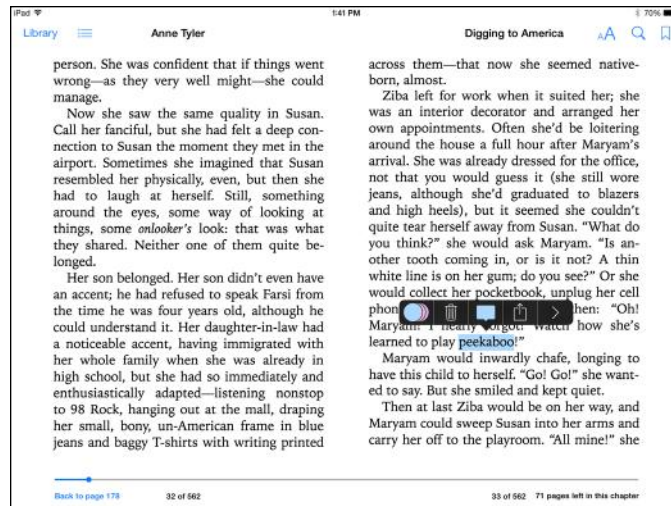 iPad 1:41 PM 70%
Library Anne Tyler Digging to America AA
person. She was confident that if things went
wrong—as they very well might—she could
manage.
Now she saw the same quality in Susan.
Call her fanciful, but she had felt a deep con-
nection to Susan the moment they met in the
airport. Sometimes she imagined that Susan
resembled her physically, even, but then she
had to laugh at herself. Still, something
around the eyes, some way of looking at
things, some onlooker's look: that was what
they shared. Neither one of them quite be-
longed.
Her son belonged. Her son didn't even have
an accent; he had refused to speak Farsi from
the time he was four years old, although he
could understand it. Her daughter-in-law had
a noticeable accent, having immigrated with
her whole family when she was already in
high school, but she had so immediately and
enthusiastically adapted—listening nonstop
to 98 Rock, hanging out at the mall, draping
her small, bony, un-American frame in blue
jeans and baggy T-shirts with writing printed
across them—that now she seemed native-
born, almost.
Ziba left for work when it suited her; she
was an interior decorator and arranged her
own appointments. Often she'd be loitering
around the house a full hour after Maryam's
arrival. She was already dressed for the office,
not that you would guess it (she still wore
jeans, although she'd graduated to blazers
and high heels), but it seemed she couldn't
quite tear herself away from Susan. "What do
you think?" she would ask Maryam. "Is an-
other tooth coming in, or is it not? A thin
white line is on her gum; do you see?" Or she
would collect her pocketbook, unplug her cell
phon then: "Oh!
Maryam! I nearly forgot! Watch how she's
learned to play peekaboo!"
Maryam would inwardly chafe, longing to
have this child to herself. "Go! Go!" she want-
ed to say. But she smiled and kept quiet.
Then at last Ziba would be on her way, and
Maryam could sweep Susan into her arms and
carry her off to the playroom. "All mine!" she
Back to page 178 32 of 562 33 of 562 71 pages left in this chapter